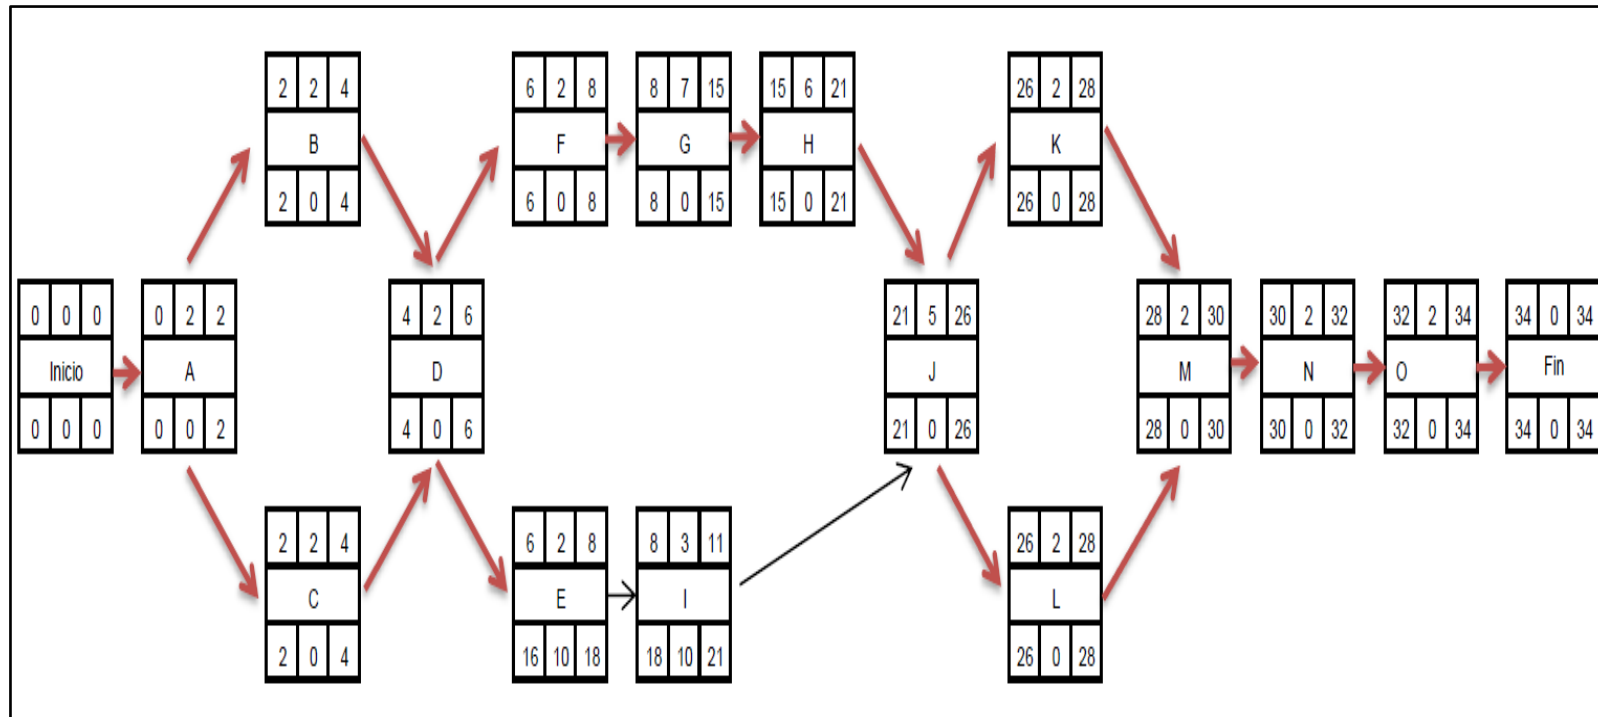 2 2 4
B
2 0 4
6 2 8
F
6 0 8
8 7 15
G
8 0 15
15 6 21
H
15 0 21
26 2 28
K
26 0 28
0 0 0
Inicio
0 0 0
0 2 2
A
0 0 2
4 2 6
D
4 0 6
21 5 26
J
21 0 26
28 2 30
M
28 0 30
30 2 32
N
30 0 32
32 2 34
O
32 0 34
34 0 34
Fin
34 0 34
2 2 4
C
2 0 4
6 2 8
E
16 10 18
8 3 11
I
18 10 21
26 2 28
L
26 0 28